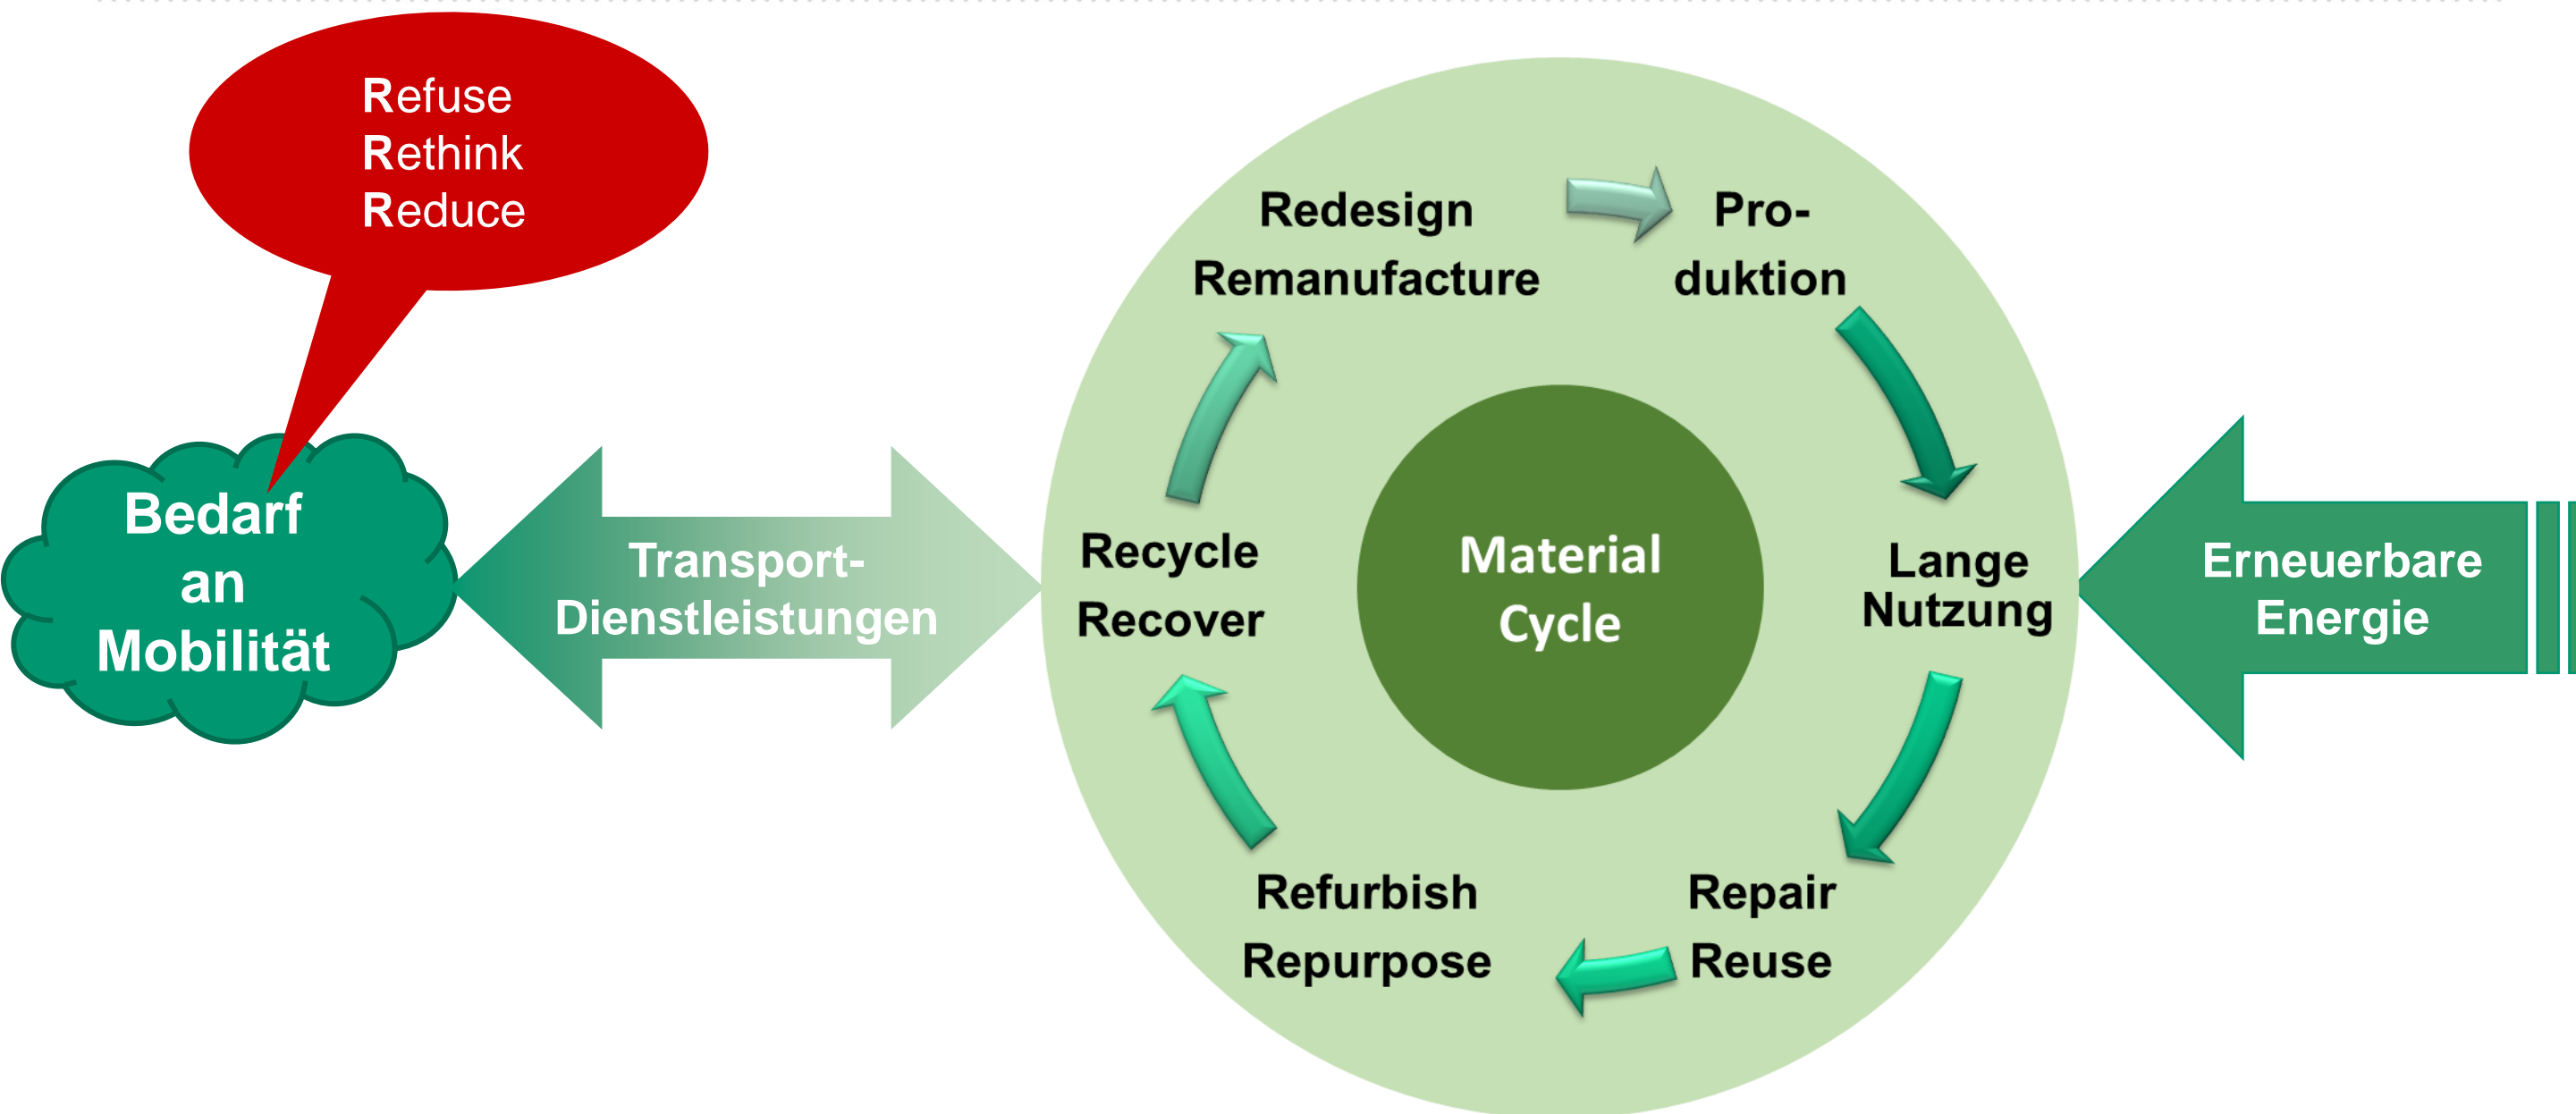 Refuse
Rethink
Reduce
Bedarf
an
Mobilität
Transport-
Dienstleistungen
Redesign
Remanufacture
Pro-
duktion
Recycle
Recover
Material
Cycle
Lange
Nutzung
Refurbish
Repurpose
Repair
Reuse
Erneuerbare
Energie